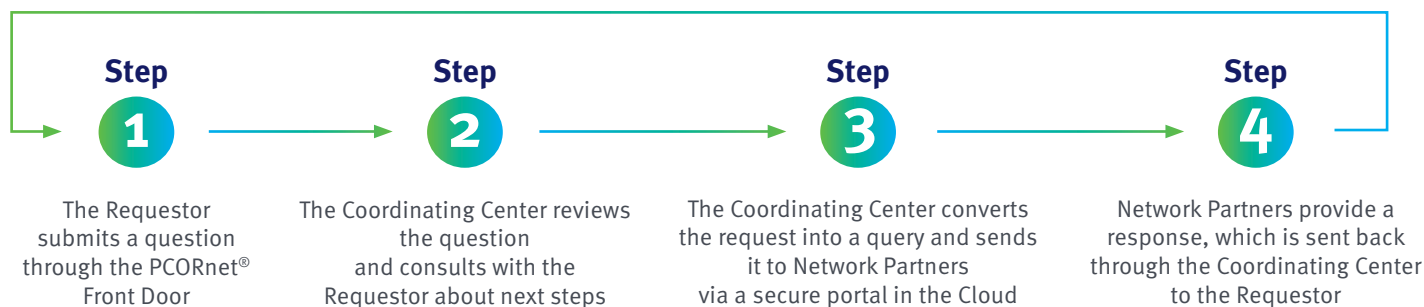 Step
1
The Requestor
submits a question
through the PCORnet®
Front Door
Step
2
The Coordinating Center reviews
the question
and consults with the
Requestor about next steps
Step
3
The Coordinating Center converts
the request into a query and sends
it to Network Partners
via a secure portal in the Cloud
Step
4
Network Partners provide a
response, which is sent back
through the Coordinating Center
to the Requestor